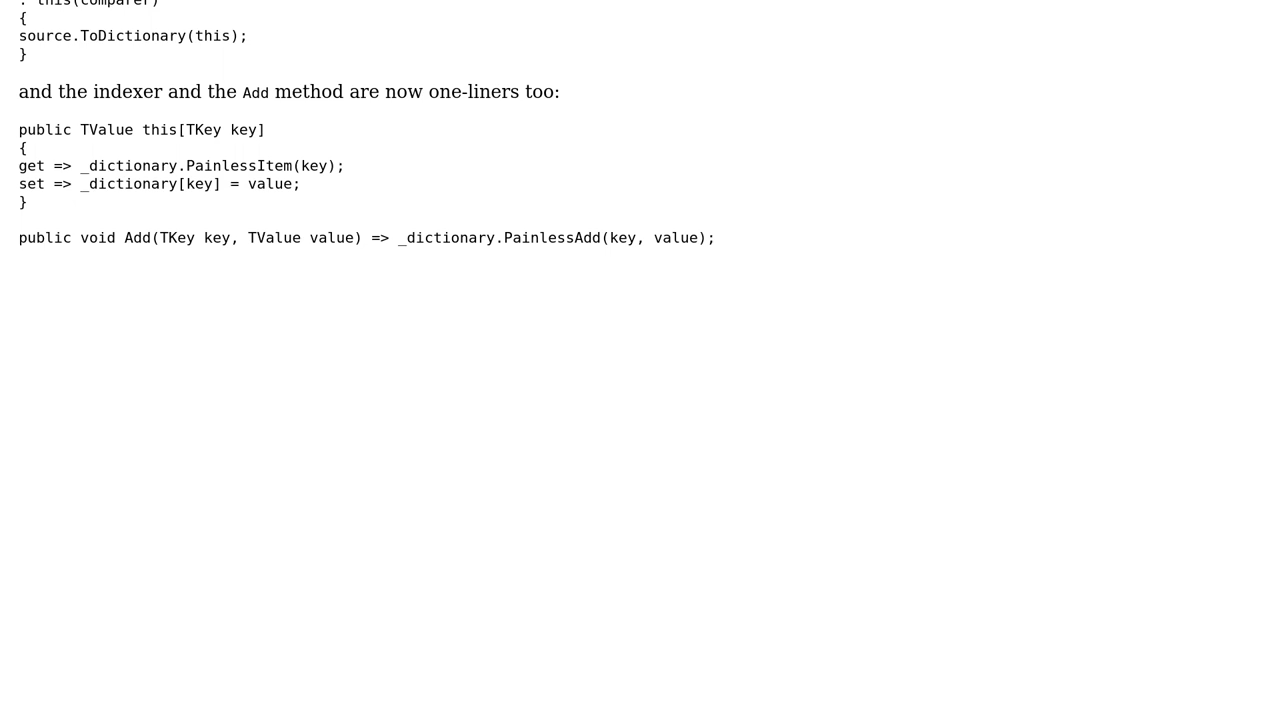 : this(comparer)
{
source.ToDictionary(this);
}
and the indexer and the Add method are now one-liners too:
public TValue this[TKey key]
{
get => _dictionary.PainlessItem(key);
set => _dictionary[key] = value;
}
public void Add(TKey key, TValue value) => _dictionary.PainlessAdd(key, value);